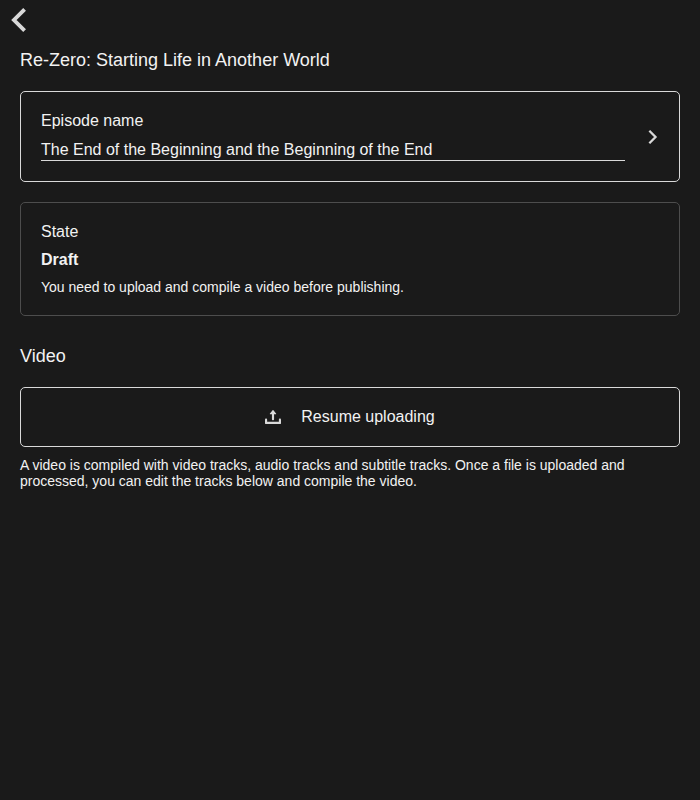 Re-Zero: Starting Life in Another World
Episode name
The End of the Beginning and the Beginning of the End
State
Draft
You need to upload and compile a video before publishing.
Video
Resume uploading
A video is compiled with video tracks, audio tracks and subtitle tracks. Once a file is uploaded and
processed, you can edit the tracks below and compile the video.